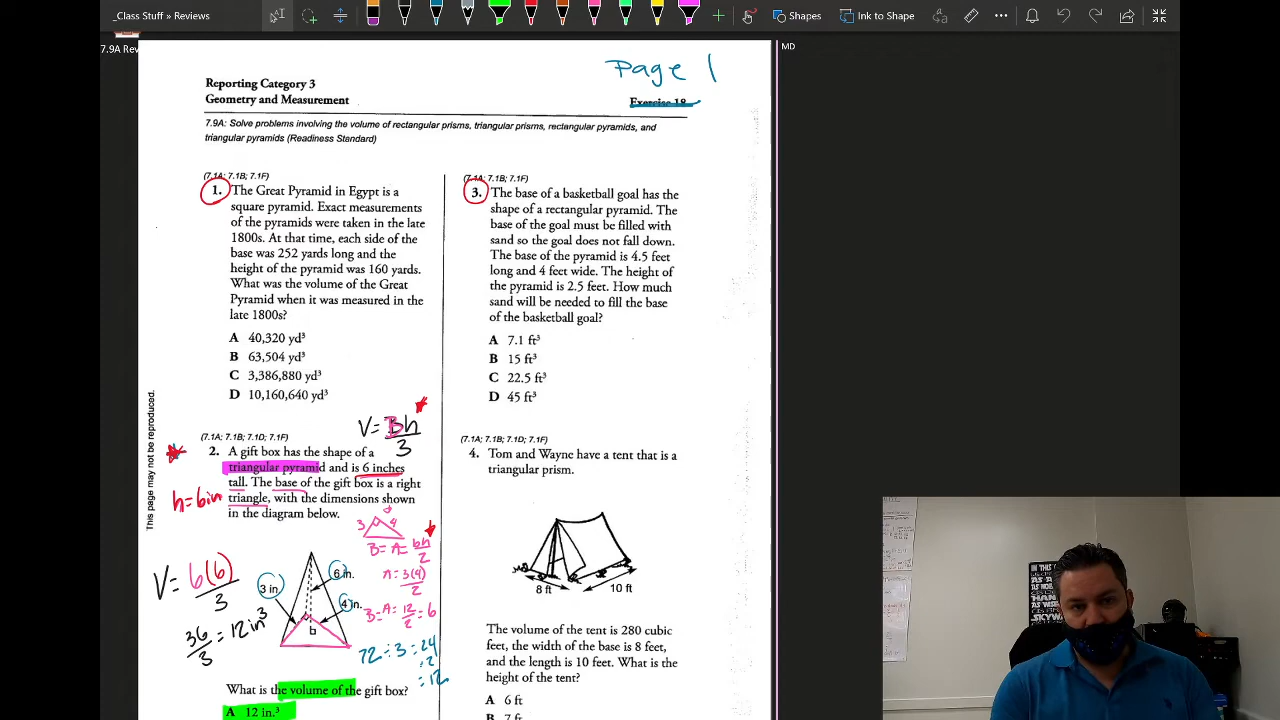 _Class Stuff » Reviews
Shapes
Ink to Shape
7.9A Rev
MD
Page 1
Reporting Category 3
Geometry and Measurement
Exercise 18
7.9A: Solve problems involving the volume of rectangular prisms, triangular prisms, rectangular pyramids, and
triangular pyramids (Readiness Standard)
(7.1A; 7.1B; 7.1F)
1. The Great Pyramid in Egypt is a
square pyramid. Exact measurements
of the pyramids were taken in the late
1800s. At that time, each side of the
base was 252 yards long and the
height of the pyramid was 160 yards.
What was the volume of the Great
Pyramid when it was measured in the
late 1800s?
A 40,320 yd³
B 63,504 yd³
C 3,386,880 yd³
D 10,160,640 yd³
V = Bh
3
(7.1A: 7.1B; 7.1D; 7.1F)
2. A gift box has the shape of a
triangular pyramid and is 6 inches
tall. The base of the gift box is a right
triangle, with the dimensions shown
in the diagram below.
h = 6in
3 4
B = A = bh
2
A = 3(4)
2
B = A = 12 = 6
2
V = 6(6)
3
36 = 12 in³
3
3 in.
6 in.
4 in.
6
72 ÷ 3 = 24
÷ 2
= 12
What is the volume of the gift box?
A 12 in.³
This page may not be reproduced.
(7.1A; 7.1B; 7.1F)
3. The base of a basketball goal has the
shape of a rectangular pyramid. The
base of the goal must be filled with
sand so the goal does not fall down.
The base of the pyramid is 4.5 feet
long and 4 feet wide. The height of
the pyramid is 2.5 feet. How much
sand will be needed to fill the base
of the basketball goal?
A 7.1 ft³
B 15 ft³
C 22.5 ft³
D 45 ft³
(7.1A: 7.1B; 7.1D; 7.1F)
4. Tom and Wayne have a tent that is a
triangular prism.
8 ft
10 ft
The volume of the tent is 280 cubic
feet, the width of the base is 8 feet,
and the length is 10 feet. What is the
height of the tent?
A 6 ft
B 7 ft